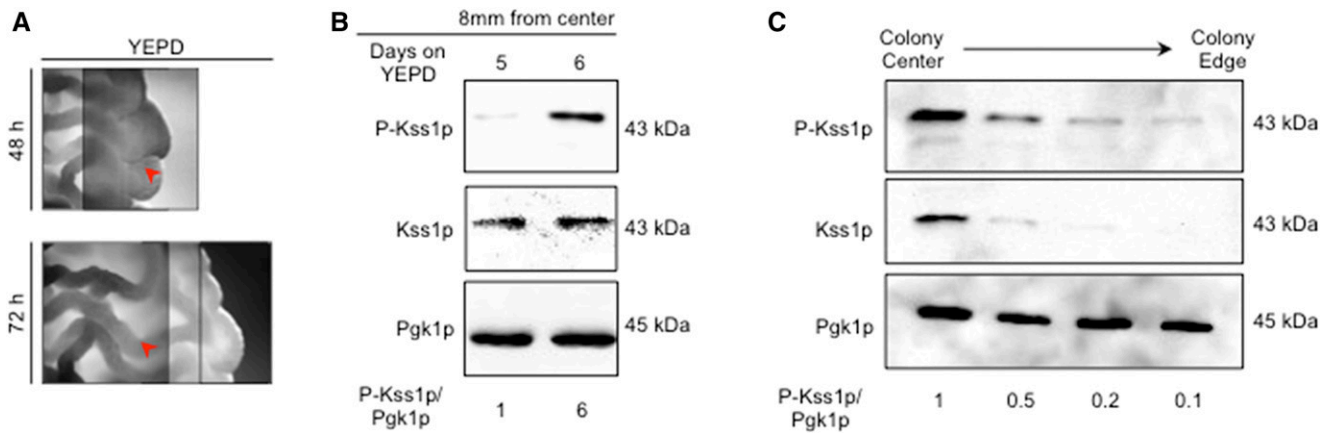 A
YEPD
48 h
72 h
B
8mm from center
Days on
YEPD
5 6
P-Kss1p
43 kDa
Kss1p
43 kDa
Pgk1p
45 kDa
P-Kss1p/
Pgk1p
1 6
C
Colony
Center
Colony
Edge
P-Kss1p
43 kDa
Kss1p
43 kDa
Pgk1p
45 kDa
P-Kss1p/
Pgk1p
1 0.5 0.2 0.1